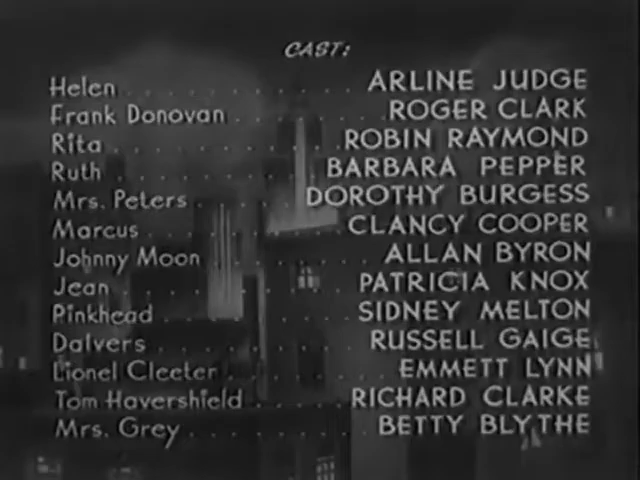 CAST:
Helen . . . . . . . . . . . . ARLINE JUDGE
Frank Donovan . . . . . . . . ROGER CLARK
Rita . . . . . . . . . . . . ROBIN RAYMOND
Ruth . . . . . . . . . . . BARBARA PEPPER
Mrs. Peters . . . . . . DOROTHY BURGESS
Marcus . . . . . . . . . . CLANCY COOPER
Johnny Moon . . . . . . . . . ALLAN BYRON
Jean . . . . . . . . . . . . PATRICIA KNOX
Pinkhead . . . . . . . . . SIDNEY MELTON
Dalvers . . . . . . . . . . RUSSELL GAIGE
Lionel Cleeter . . . . . . . . EMMETT LYNN
Tom Havershield . . . . . RICHARD CLARKE
Mrs. Grey . . . . . . . . . . BETTY BLYTHE